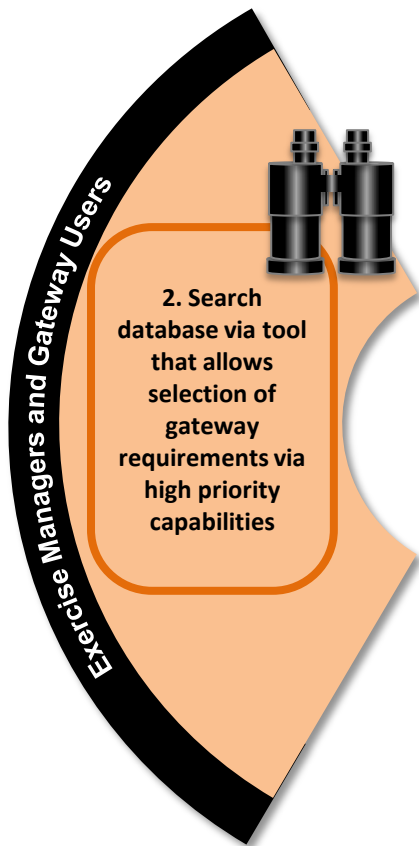 Exercise Managers and Gateway Users
2. Search
database via tool
that allows
selection of
gateway
requirements via
high priority
capabilities